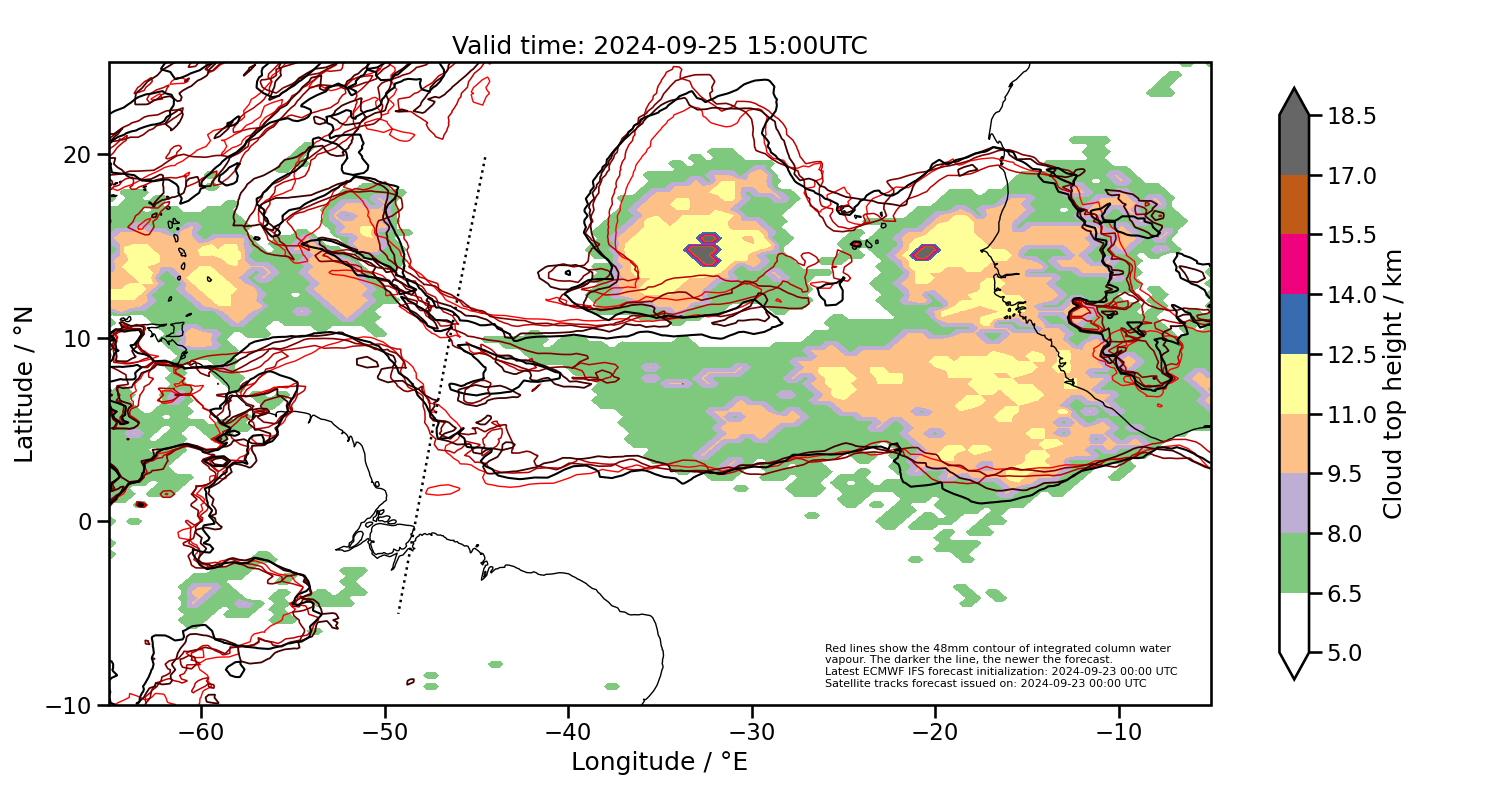 Valid time: 2024-09-25 15:00UTC
20
10
0
−10
Latitude / °N
−60
−50
−40
−30
−20
−10
Longitude / °E
Red lines show the 48mm contour of integrated column water
vapour. The darker the line, the newer the forecast.
Latest ECMWF IFS forecast initialization: 2024-09-23 00:00 UTC
Satellite tracks forecast issued on: 2024-09-23 00:00 UTC
18.5
17.0
15.5
14.0
12.5
11.0
9.5
8.0
6.5
5.0
Cloud top height / km